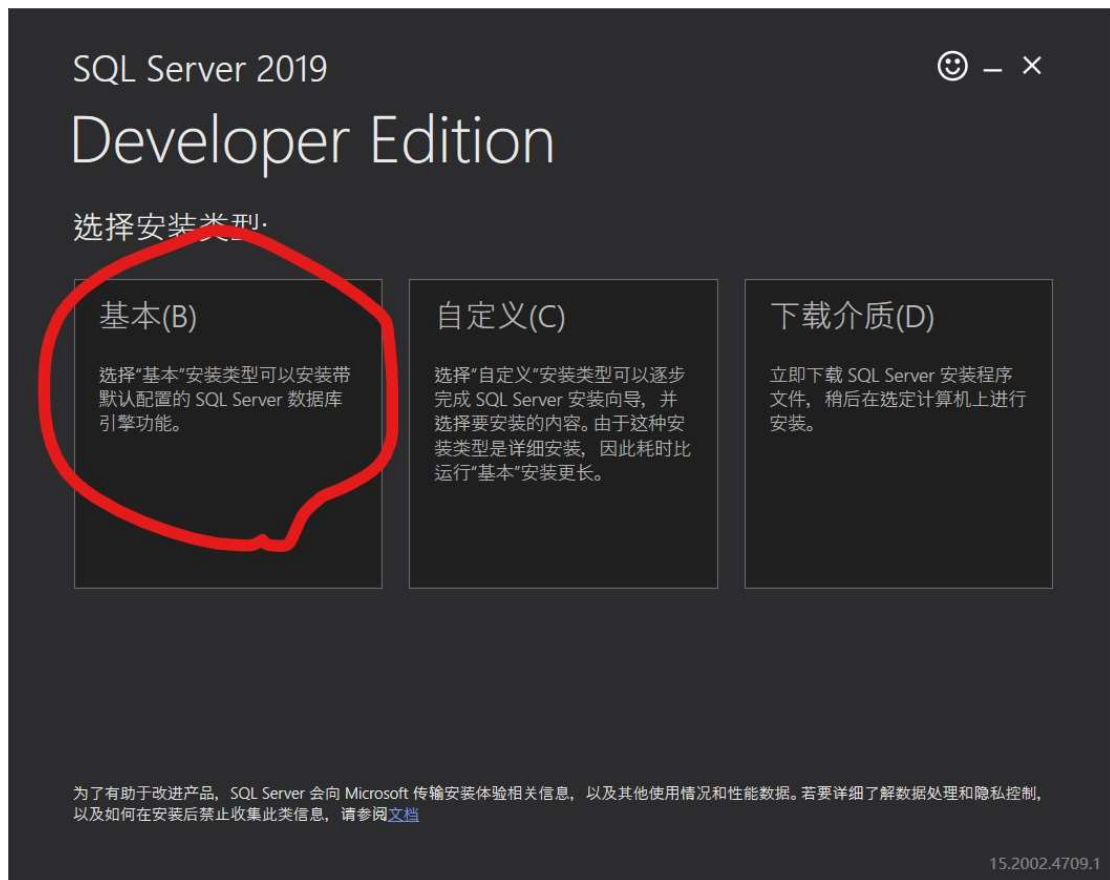 SQL Server 2019
Developer Edition
选择安装类型:
基本(B)
选择“基本”安装类型可以安装带
默认配置的 SQL Server 数据库
引擎功能。
自定义(C)
选择“自定义”安装类型可以逐步
完成 SQL Server 安装向导，并
选择要安装的内容。由于这种安
装类型是详细安装，因此耗时比
运行“基本”安装更长。
下载介质(D)
立即下载 SQL Server 安装程序
文件，稍后在选定计算机上进行
安装。
为了有助于改进产品，SQL Server 会向 Microsoft 传输安装体验相关信息，以及其他使用情况和性能数据。若要详细了解数据处理和隐私控制，
以及如何在安装后禁止收集此类信息，请参阅文档
15.2002.4709.1